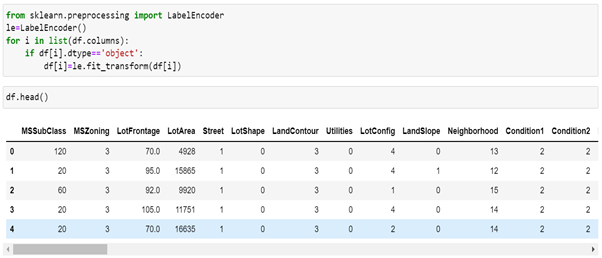 from sklearn.preprocessing import LabelEncoder
le=LabelEncoder()
for i in list(df.columns):
    if df[i].dtype=='object':
        df[i]=le.fit_transform(df[i])
df.head()
MSSubClass MSZoning LotFrontage LotArea Street LotShape LandContour Utilities LotConfig LandSlope Neighborhood Condition1 Condition2
0 120 3 70.0 4928 1 0 3 0 4 0 13 2 2
1 20 3 95.0 15865 1 0 3 0 4 1 12 2 2
2 60 3 92.0 9920 1 0 3 0 1 0 15 2 2
3 20 3 105.0 11751 1 0 3 0 4 0 14 2 2
4 20 3 70.0 16635 1 0 3 0 2 0 14 2 2